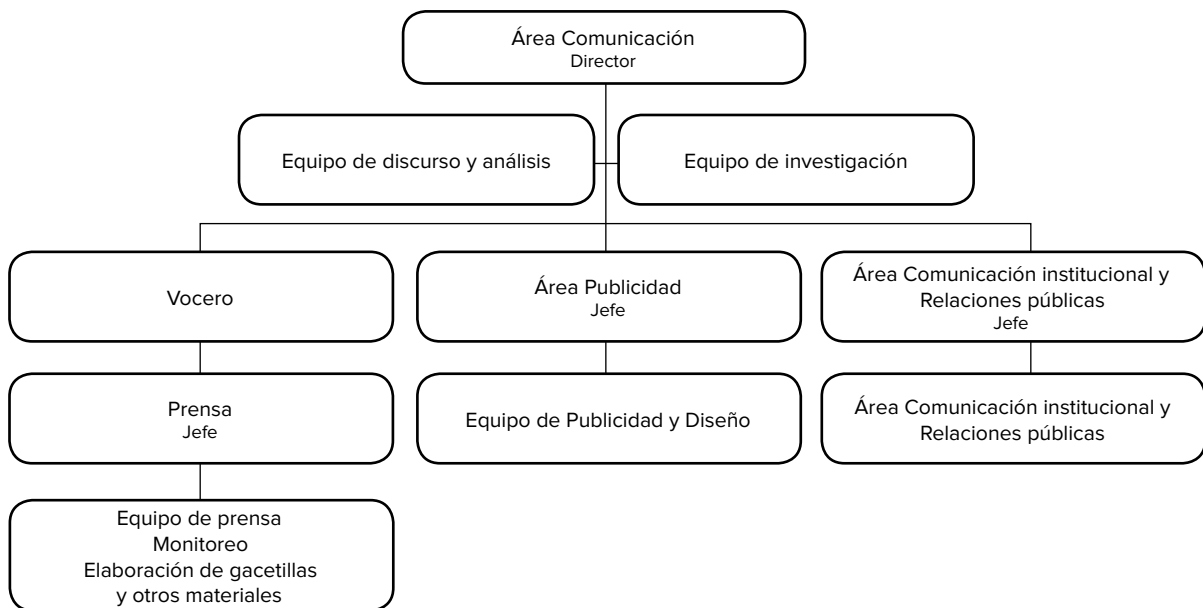 Área Comunicación
Director
Equipo de discurso y análisis
Equipo de investigación
Vocero
Área Publicidad
Jefe
Área Comunicación institucional y
Relaciones públicas
Jefe
Prensa
Jefe
Equipo de Publicidad y Diseño
Área Comunicación institucional y
Relaciones públicas
Equipo de prensa
Monitoreo
Elaboración de gacetillas
y otros materiales